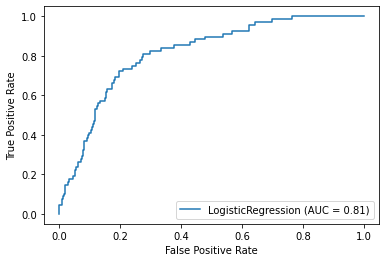 1.0
0.8
0.6
0.4
0.2
0.0
True Positive Rate
LogisticRegression (AUC = 0.81)
0.0 0.2 0.4 0.6 0.8 1.0
False Positive Rate